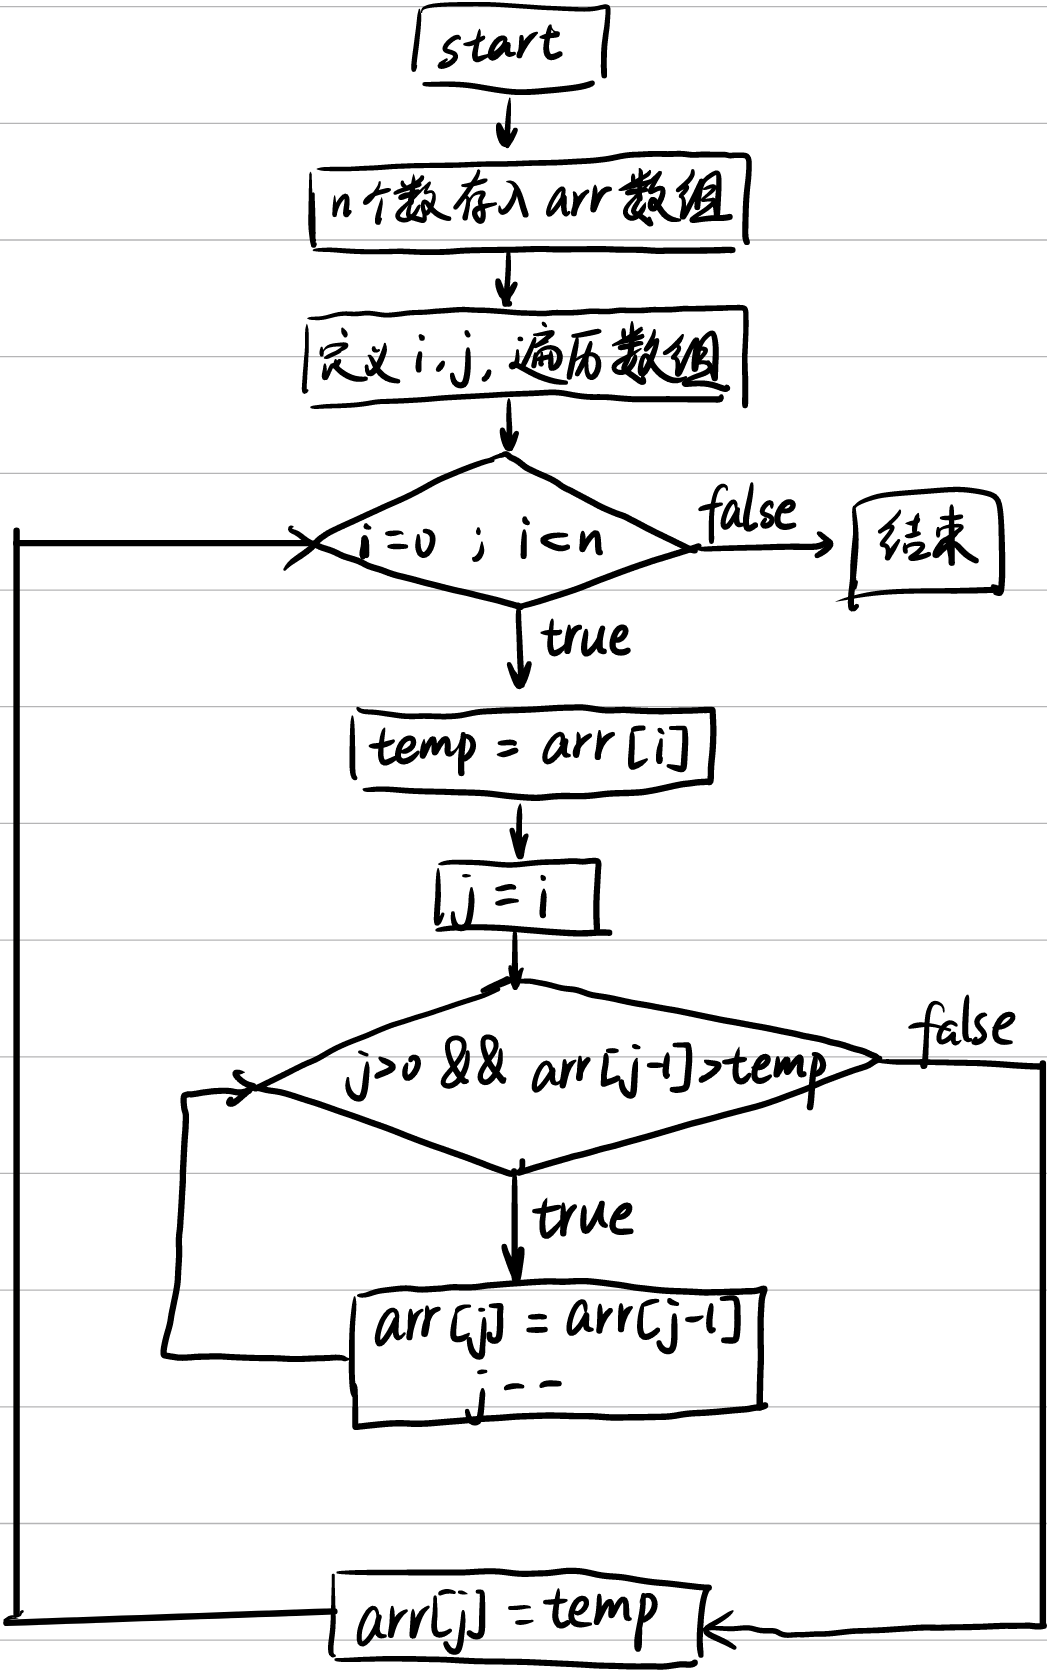 start
n个数存入arr数组
定义i,j,遍历数组
i=0 ; i<n
false
结束
true
temp = arr[i]
j = i
j>0 && arr[j-1]>temp
false
true
arr[j] = arr[j-1]
j--
arr[j] = temp